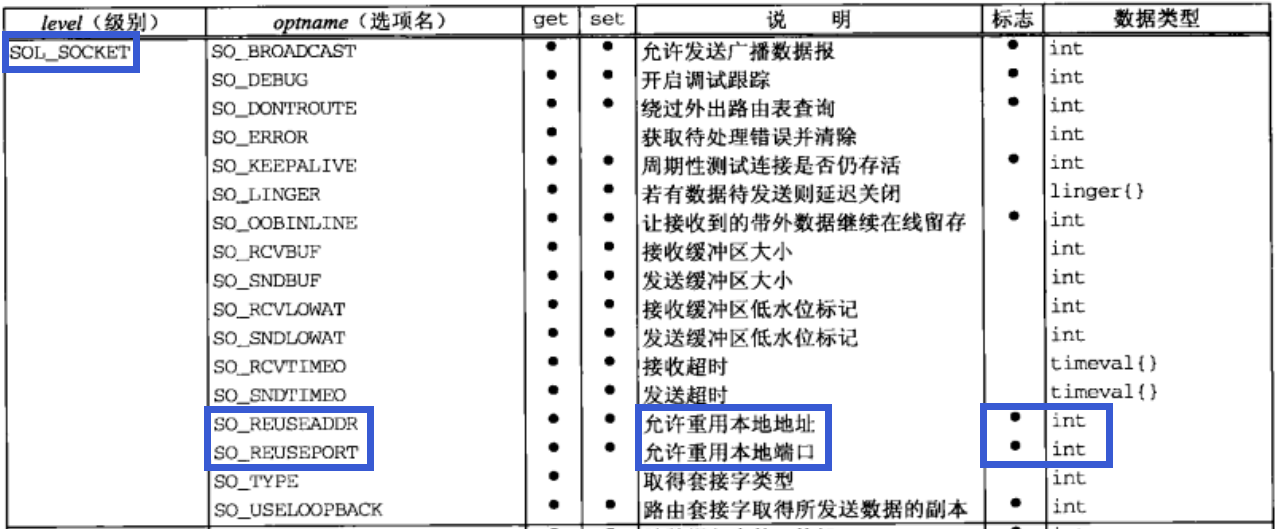 level（级别） optname（选项名） get set 说 明 标志 数据类型
SOL_SOCKET SO_BROADCAST • • 允许发送广播数据报 • int
SO_DEBUG • • 开启调试跟踪 • int
SO_DONTROUTE • • 绕过外出路由表查询 • int
SO_ERROR • 获取待处理错误并清除 int
SO_KEEPALIVE • • 周期性测试连接是否仍存活 • int
SO_LINGER • • 若有数据待发送则延迟关闭 linger{}
SO_OOBINLINE • • 让接收到的带外数据继续在线留存 • int
SO_RCVBUF • • 接收缓冲区大小 int
SO_SNDBUF • • 发送缓冲区大小 int
SO_RCVLOWAT • • 接收缓冲区低水位标记 int
SO_SNDLOWAT • • 发送缓冲区低水位标记 int
SO_RCVTIMEO • • 接收超时 timeval{}
SO_SNDTIMEO • • 发送超时 timeval{}
SO_REUSEADDR • • 允许重用本地地址 • int
SO_REUSEPORT • • 允许重用本地端口 • int
SO_TYPE • 取得套接字类型 int
SO_USELOOPBACK • • 路由套接字取得所发送数据的副本 • int